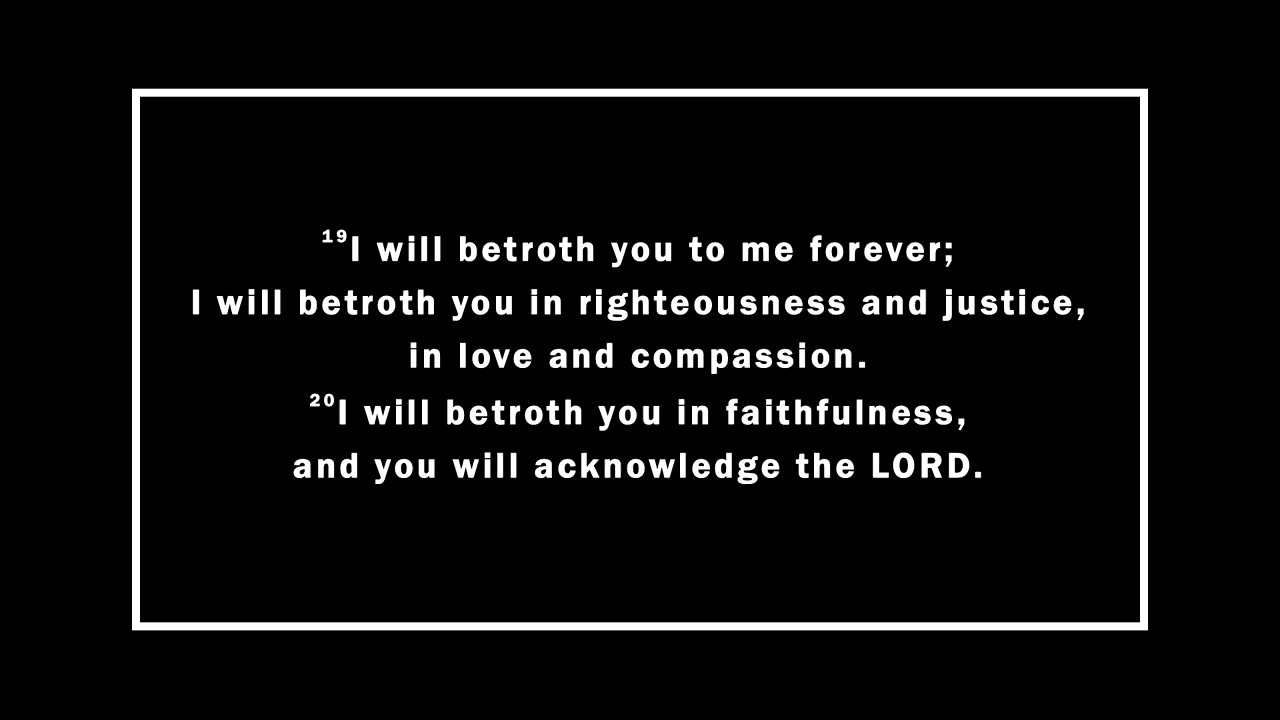 19I will betroth you to me forever;
I will betroth you in righteousness and justice,
in love and compassion.
20I will betroth you in faithfulness,
and you will acknowledge the LORD.